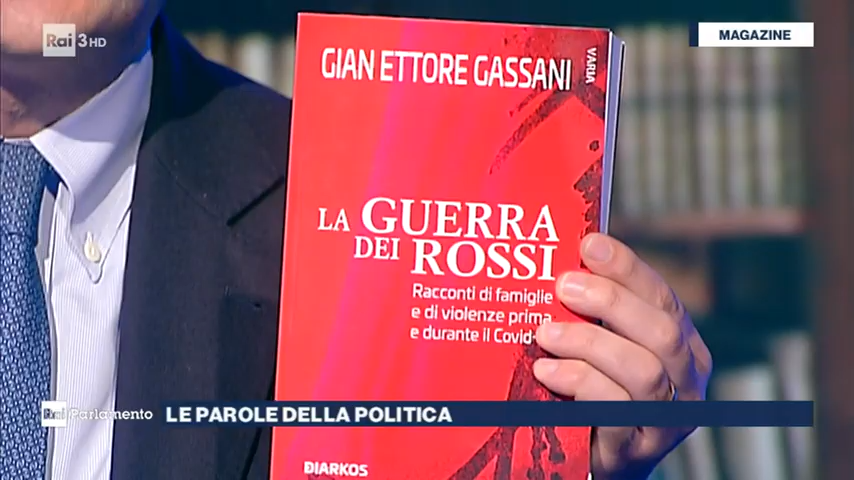 Rai 3HD
MAGAZINE
GIAN ETTORE GASSANI
VARIA
LA GUERRA
DEI ROSSI
Racconti di famiglie
e di violenze prima
e durante il Covid-
Rai Parlamento
LE PAROLE DELLA POLITICA
DIARKOS